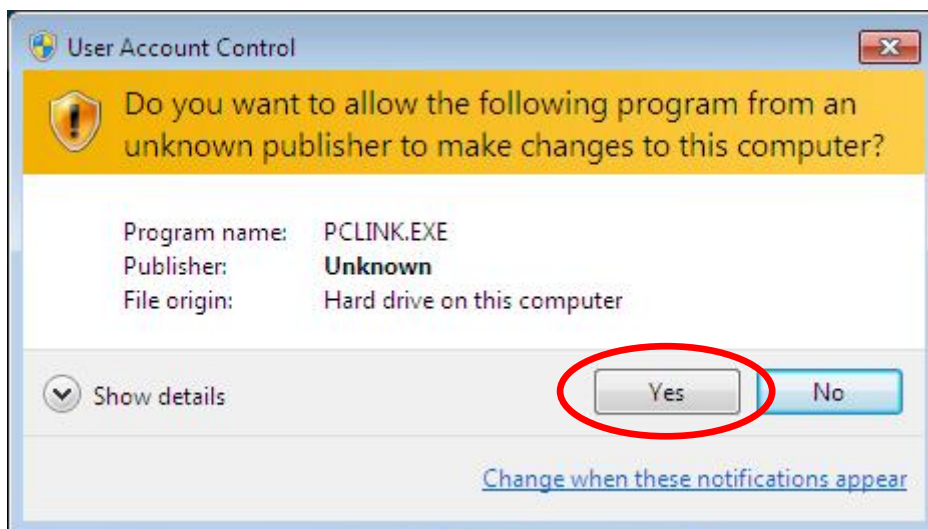 User Account Control
Do you want to allow the following program from an
unknown publisher to make changes to this computer?
Program name: PCLINK.EXE
Publisher: Unknown
File origin: Hard drive on this computer
Show details
Yes
No
Change when these notifications appear